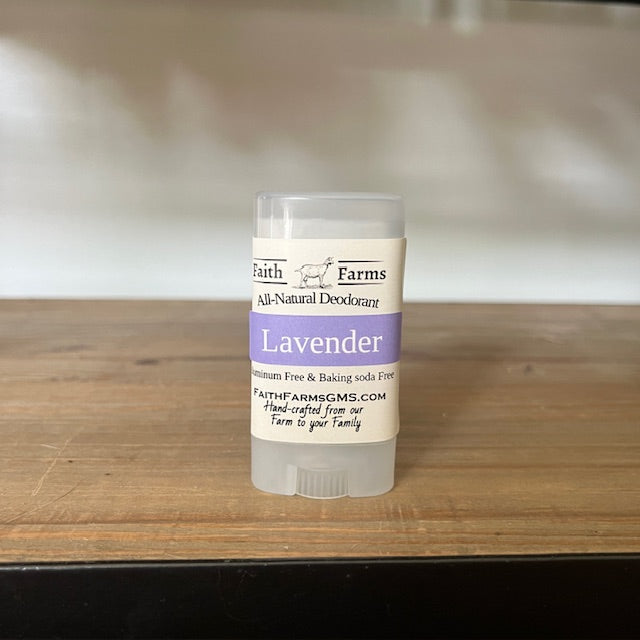 Faith Farms
All-Natural Deodorant
Lavender
uminum Free & Baking soda Free
FAITHFARMSGMS.COM
Hand-crafted from our
Farm to your Family